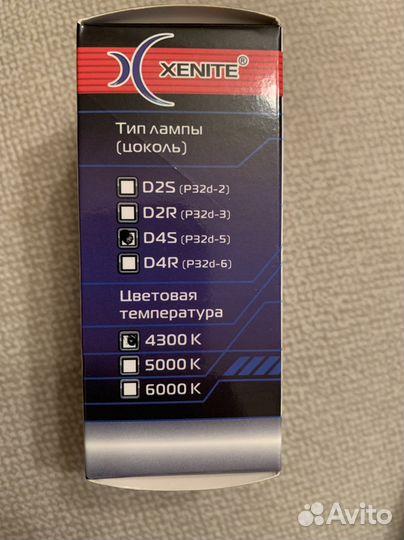 XENITE®
Тип лампы
(цоколь)
D2S (P32d-2)
D2R (P32d-3)
D4S (P32d-5)
D4R (P32d-6)
Цветовая
температура
4300 K
5000 K
6000 K
Avito